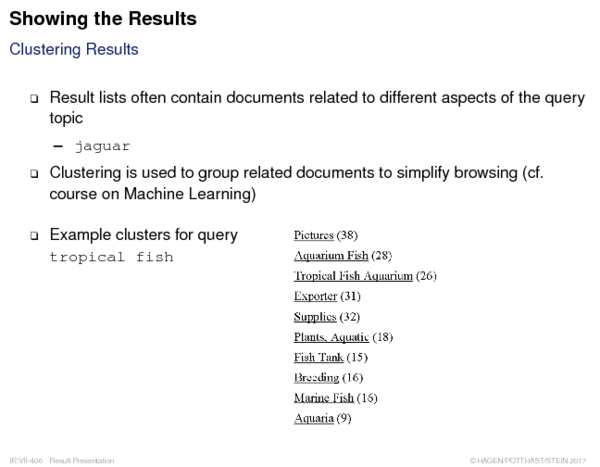 Showing the Results
Clustering Results
❑ Result lists often contain documents related to different aspects of the query
topic
– jaguar
❑ Clustering is used to group related documents to simplify browsing (cf.
course on Machine Learning)
❑ Example clusters for query
tropical fish
Pictures (38)
Aquarium Fish (28)
Tropical Fish Aquarium (26)
Exporter (31)
Supplies (32)
Plants, Aquatic (18)
Fish Tank (15)
Breeding (16)
Marine Fish (16)
Aquaria (9)
IR:VII-406 Result Presentation
© HAGEN/POTTHAST/STEIN 2017